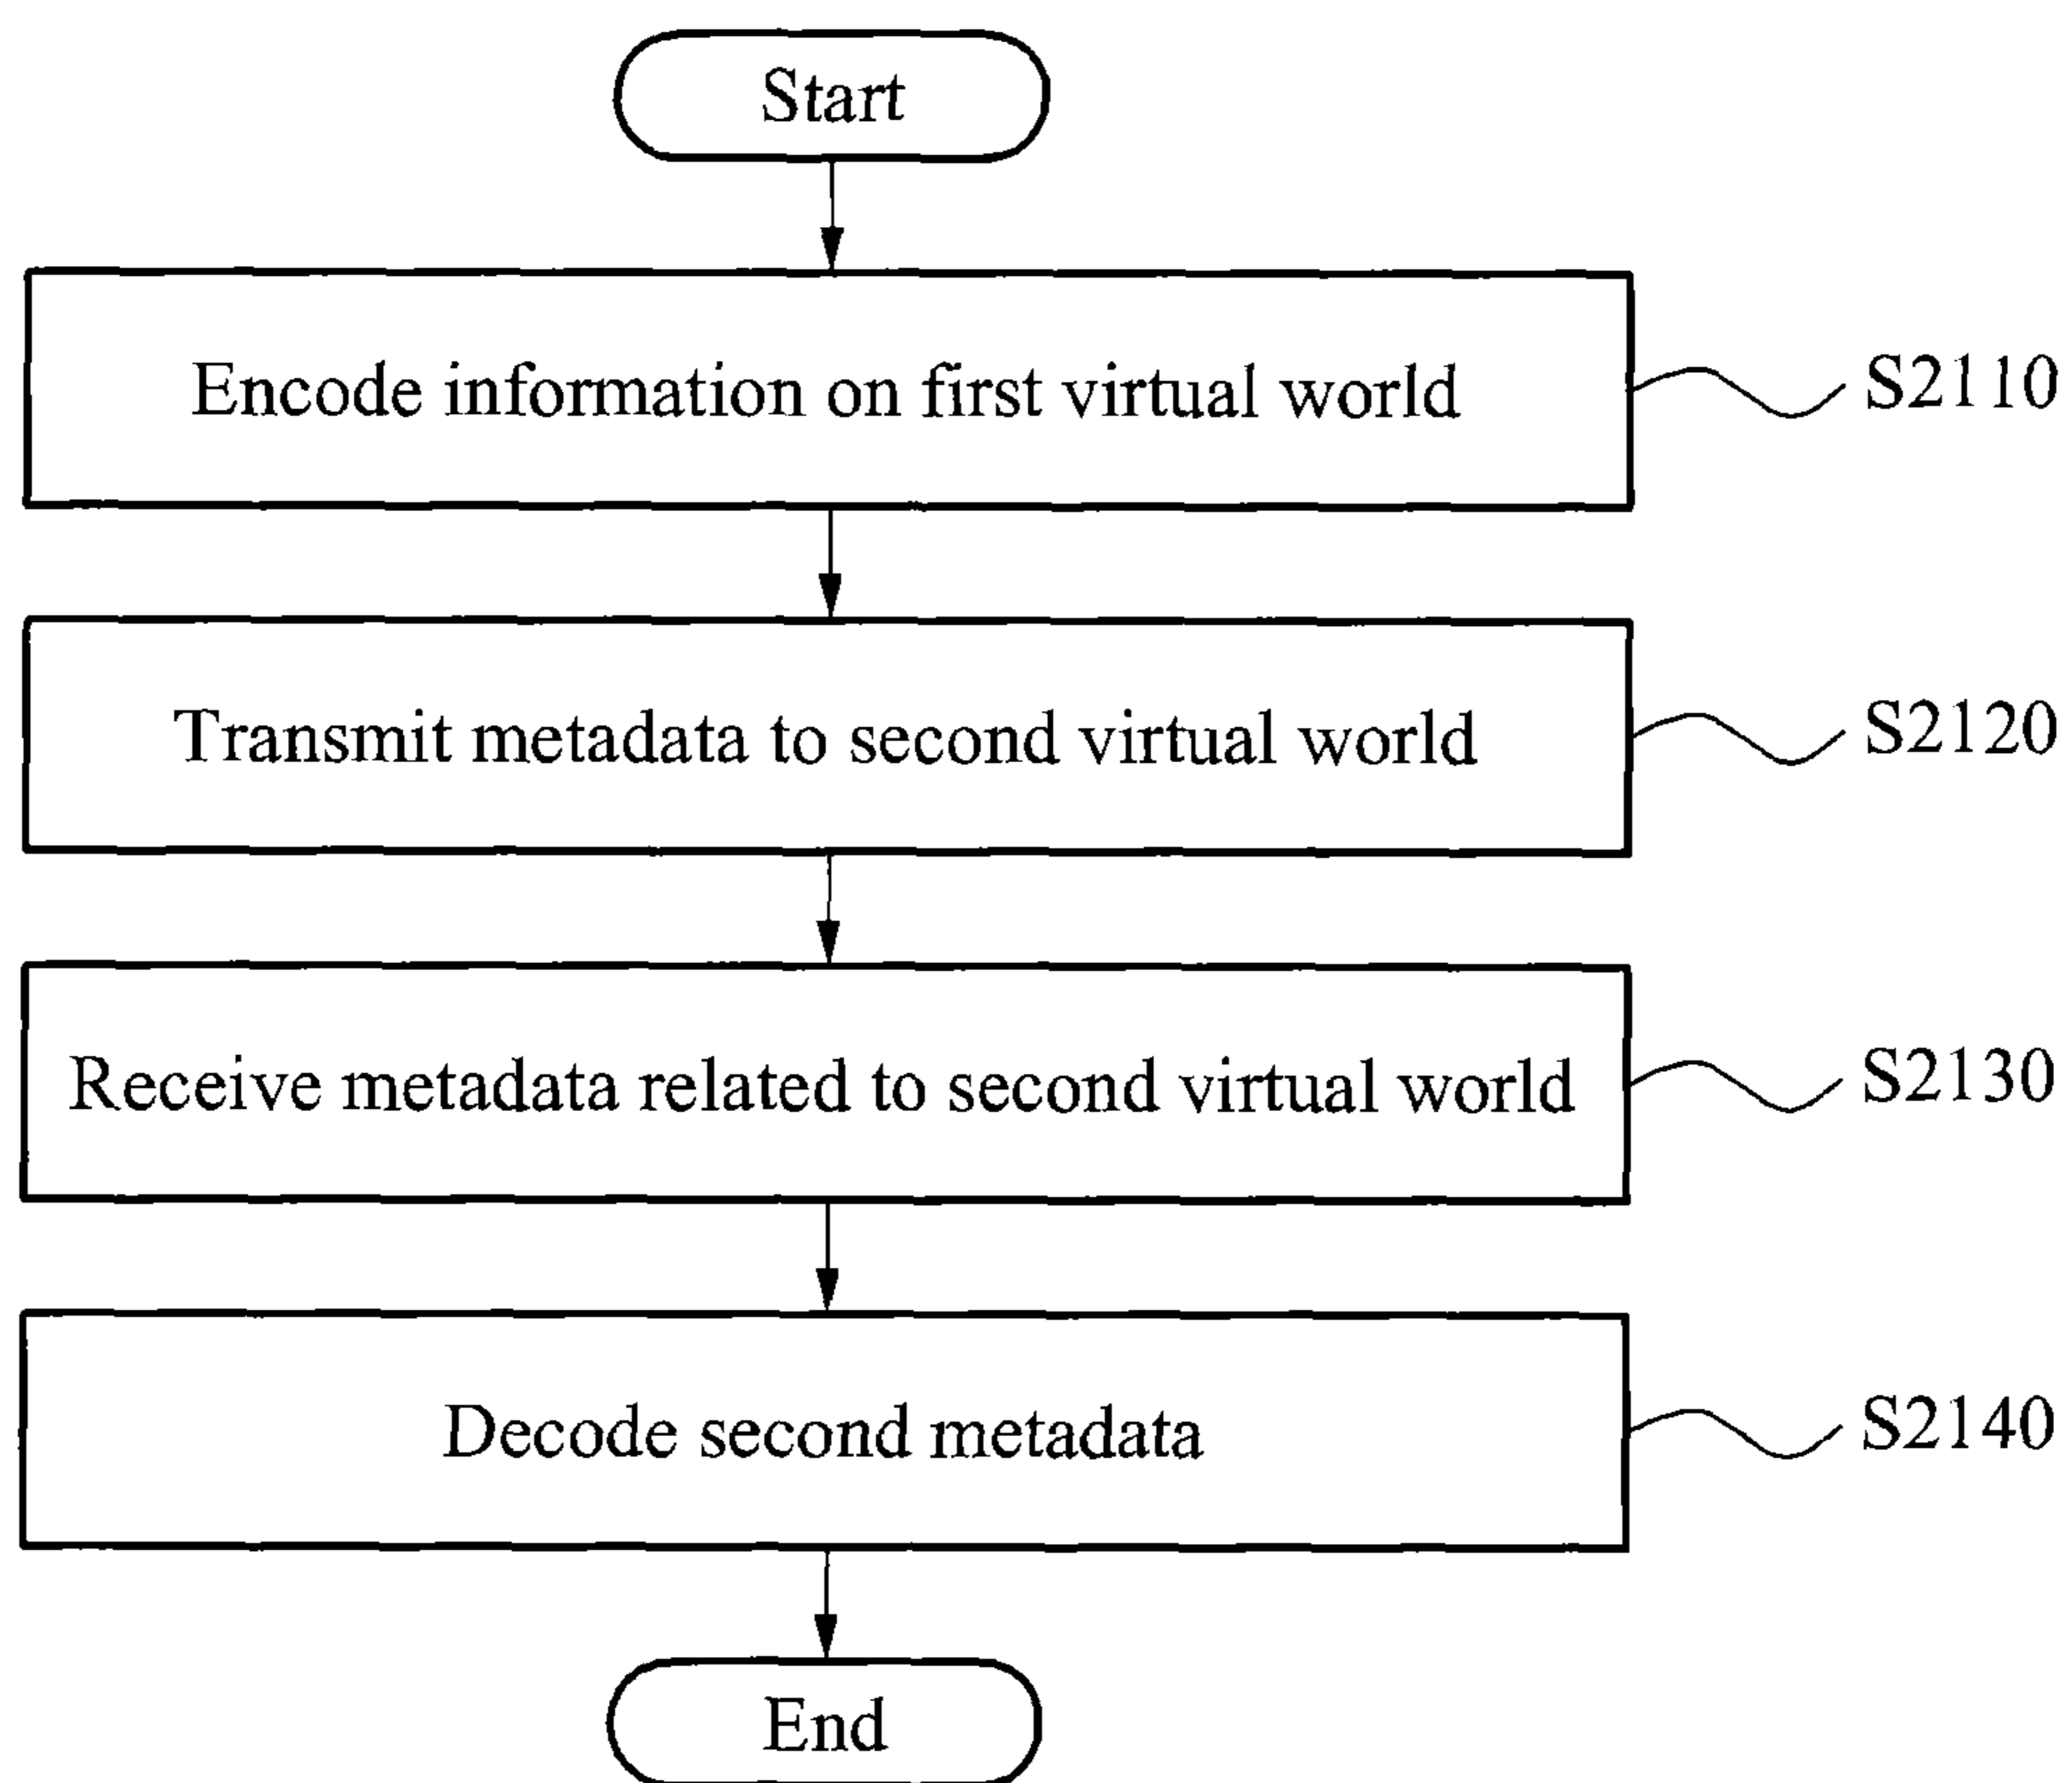 Start
Encode information on first virtual world
S2110
Transmit metadata to second virtual world
S2120
Receive metadata related to second virtual world
S2130
Decode second metadata
S2140
End